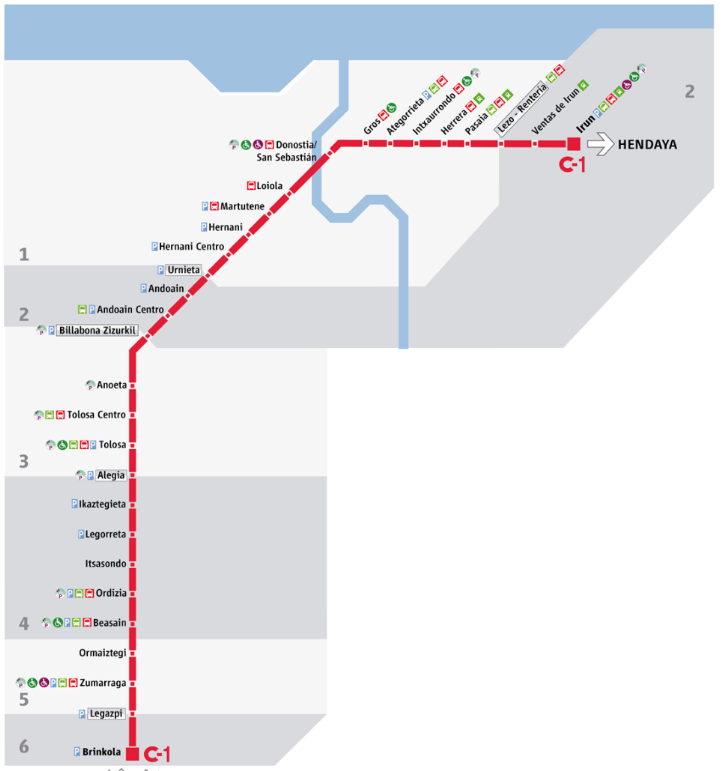 2
Gros
Ategorrieta
Intxaurrondo
Herrera
Pasaia
Lezo - Renteria
Ventas de Irun
Irun
HENDAYA
C-1
Donostia/
San Sebastián
Loiola
Martutene
Hernani
Hernani Centro
1
Urnieta
Andoain
2
Andoain Centro
Billabona Zizurkil
Anoeta
Tolosa Centro
Tolosa
3
Alegia
Ikaztegieta
Legorreta
Itsasondo
Ordizia
4
Beasain
Ormaiztegi
Zumarraga
5
Legazpi
6
Brinkola
C-1